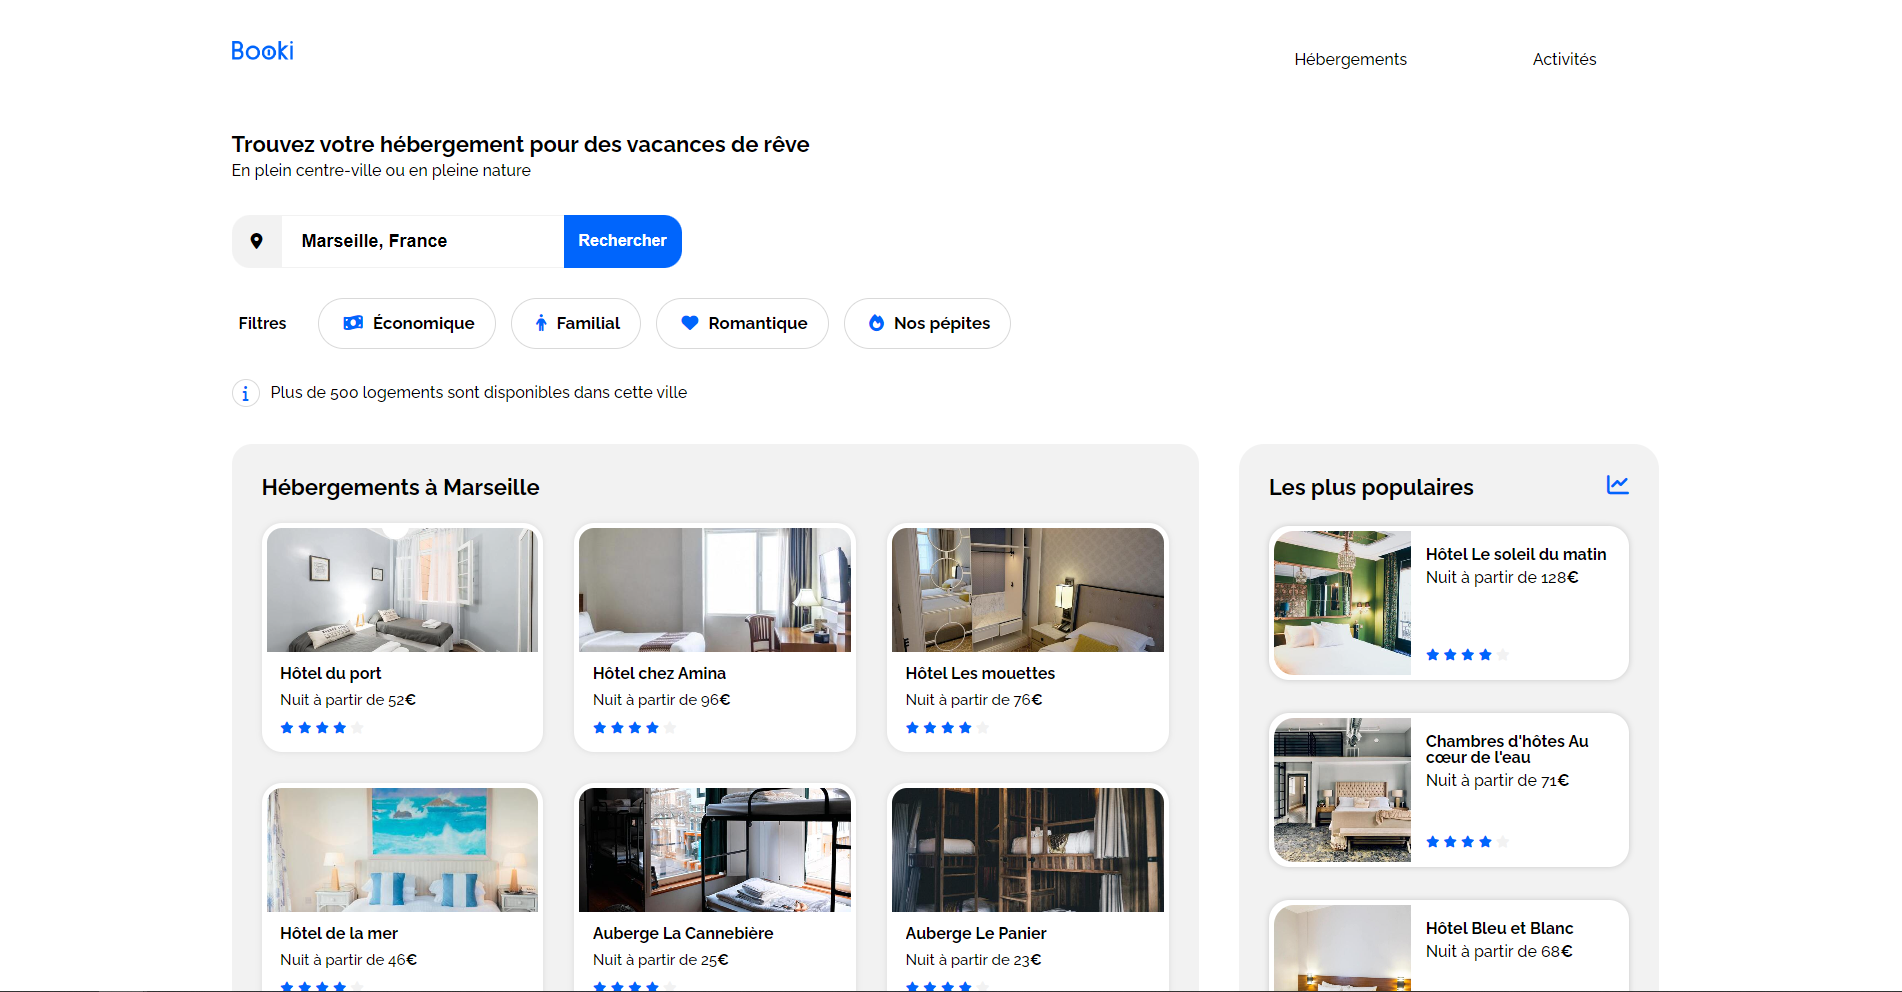 Booki
Hébergements
Activités
Trouvez votre hébergement pour des vacances de rêve
En plein centre-ville ou en pleine nature
Marseille, France
Rechercher
Filtres
Économique
Familial
Romantique
Nos pépites
Plus de 500 logements sont disponibles dans cette ville
Hébergements à Marseille
Hôtel du port
Nuit à partir de 52€
Hôtel chez Amina
Nuit à partir de 96€
Hôtel Les mouettes
Nuit à partir de 76€
Hôtel de la mer
Nuit à partir de 46€
Auberge La Cannebière
Nuit à partir de 25€
Auberge Le Panier
Nuit à partir de 23€
Les plus populaires
Hôtel Le soleil du matin
Nuit à partir de 128€
Chambres d'hôtes Au
cœur de l'eau
Nuit à partir de 71€
Hôtel Bleu et Blanc
Nuit à partir de 68€